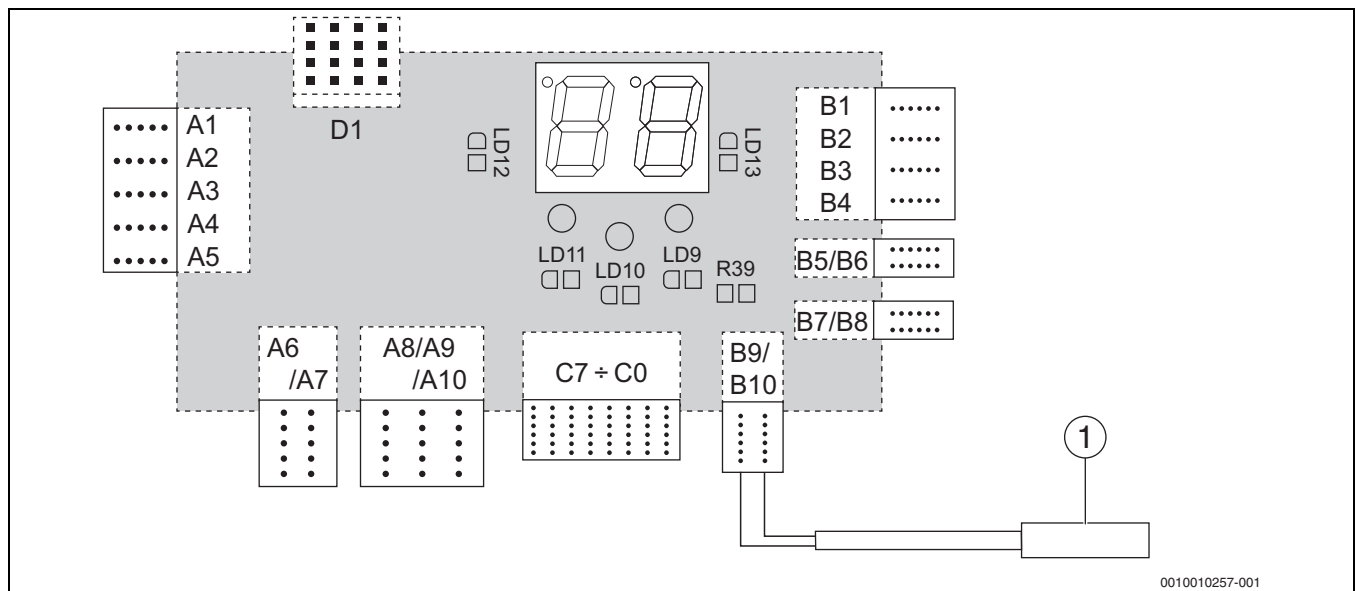 D1
A1
A2
A3
A4
A5
LD12
LD13
B1
B2
B3
B4
B5/B6
B7/B8
LD11
LD10
LD9
R39
A6
/A7
A8/A9
/A10
C7 ÷ C0
B9/
B10
1
0010010257-001